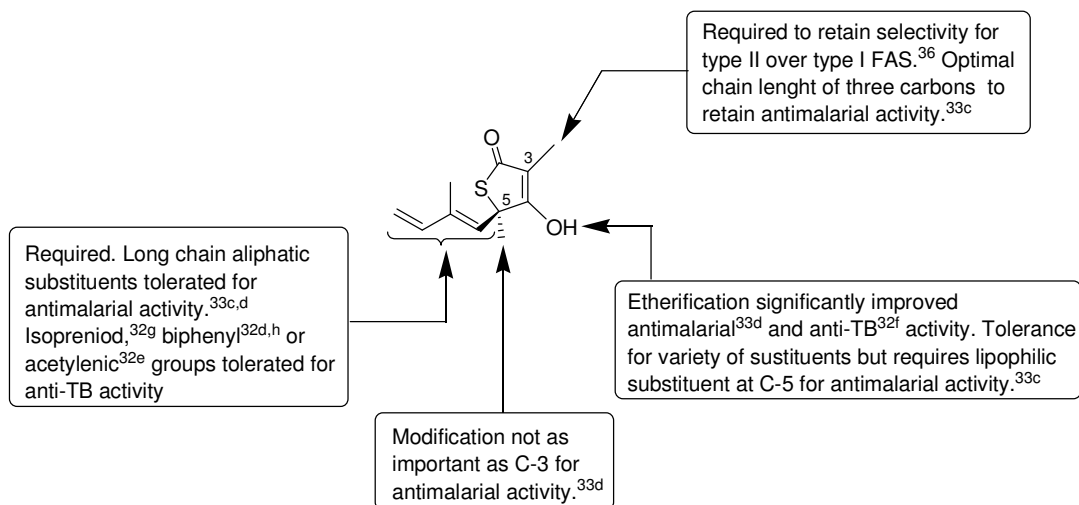 Required to retain selectivity for
type II over type I FAS.36 Optimal
chain lenght of three carbons to
retain antimalarial activity.33c
O
3
S
5
OH
Required. Long chain aliphatic
substituents tolerated for
antimalarial activity.33c,d
Isopreniod,32g biphenyl32d,h or
acetylenic32e groups tolerated for
anti-TB activity
Etherification significantly improved
antimalarial33d and anti-TB32f activity. Tolerance
for variety of sustituents but requires lipophilic
substituent at C-5 for antimalarial activity.33c
Modification not as
important as C-3 for
antimalarial activity.33d